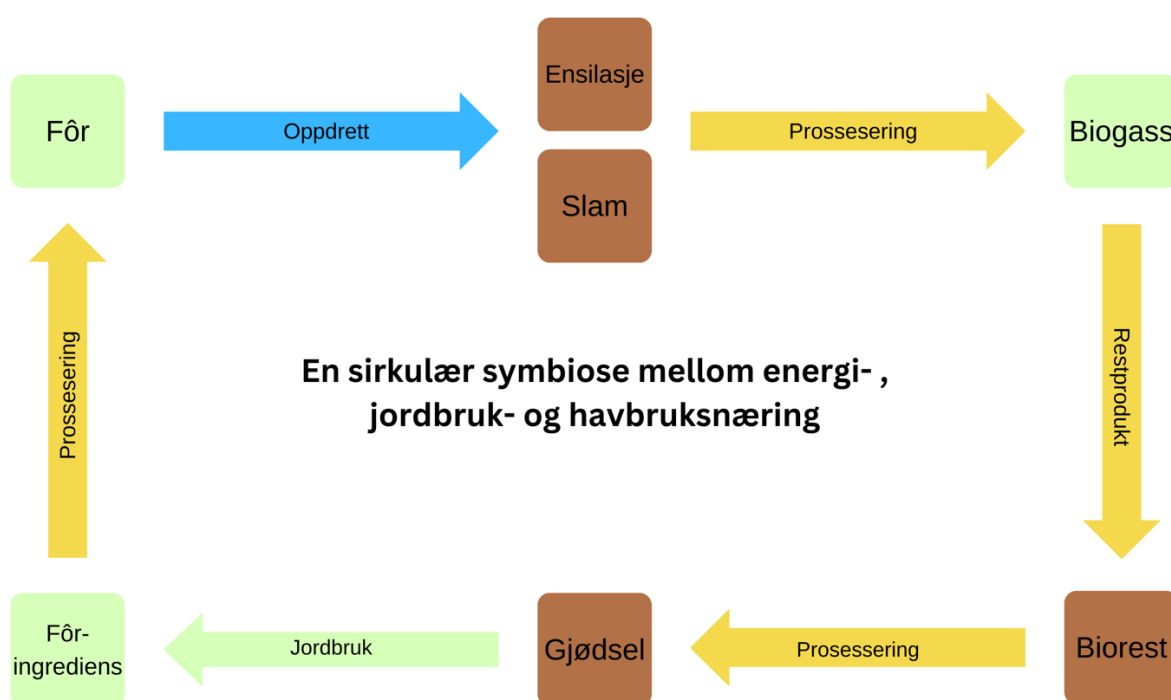 Ensilasje
Fôr
Oppdrett
Prossesering
Biogass
Slam
Prossesering
En sirkulær symbiose mellom energi- ,
jordbruk- og havbruksnæring
Restprodukt
Fôr-
ingrediens
Jordbruk
Gjødsel
Prosessering
Biorest